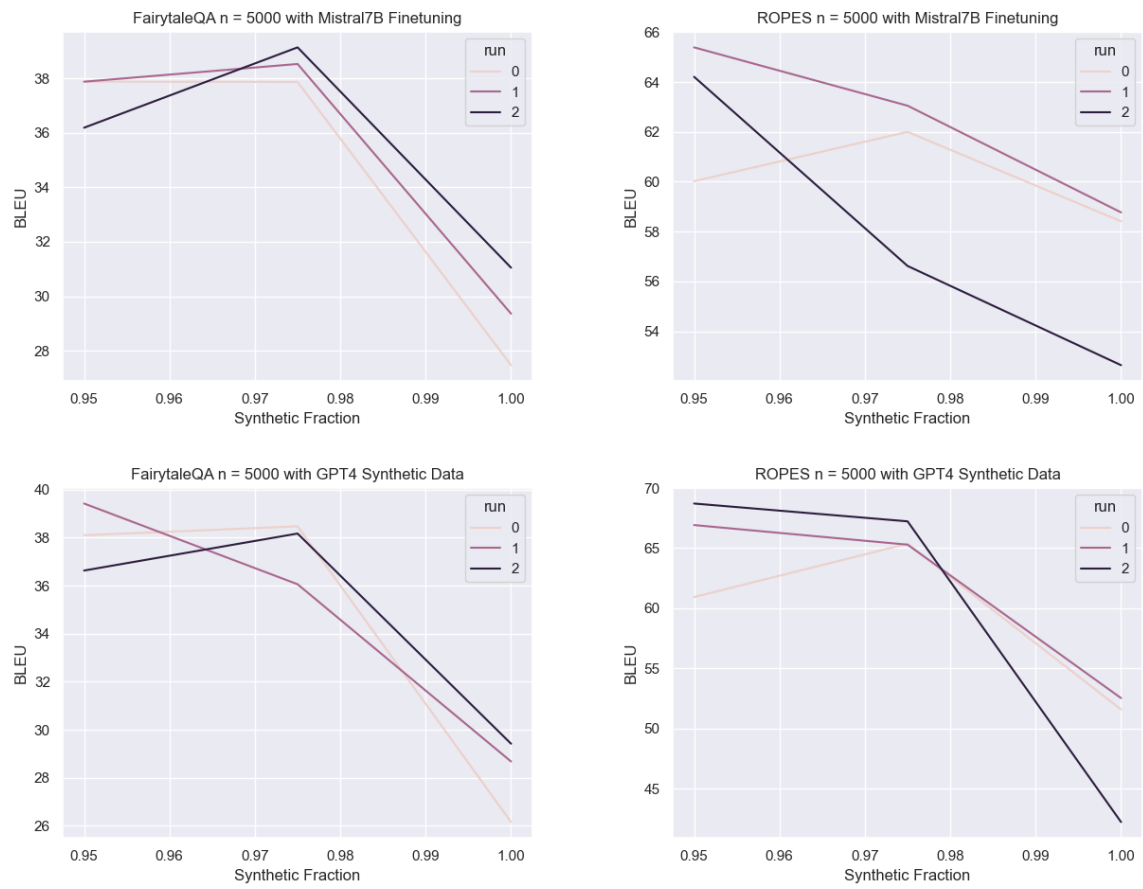 FairytaleQA n = 5000 with Mistral7B Finetuning
run
0
1
2
38
36
34
32
30
28
BLEU
0.95 0.96 0.97 0.98 0.99 1.00
Synthetic Fraction
ROPES n = 5000 with Mistral7B Finetuning
run
0
1
2
66
64
62
60
58
56
54
BLEU
0.95 0.96 0.97 0.98 0.99 1.00
Synthetic Fraction
FairytaleQA n = 5000 with GPT4 Synthetic Data
run
0
1
2
40
38
36
34
32
30
28
26
BLEU
0.95 0.96 0.97 0.98 0.99 1.00
Synthetic Fraction
ROPES n = 5000 with GPT4 Synthetic Data
run
0
1
2
70
65
60
55
50
45
BLEU
0.95 0.96 0.97 0.98 0.99 1.00
Synthetic Fraction